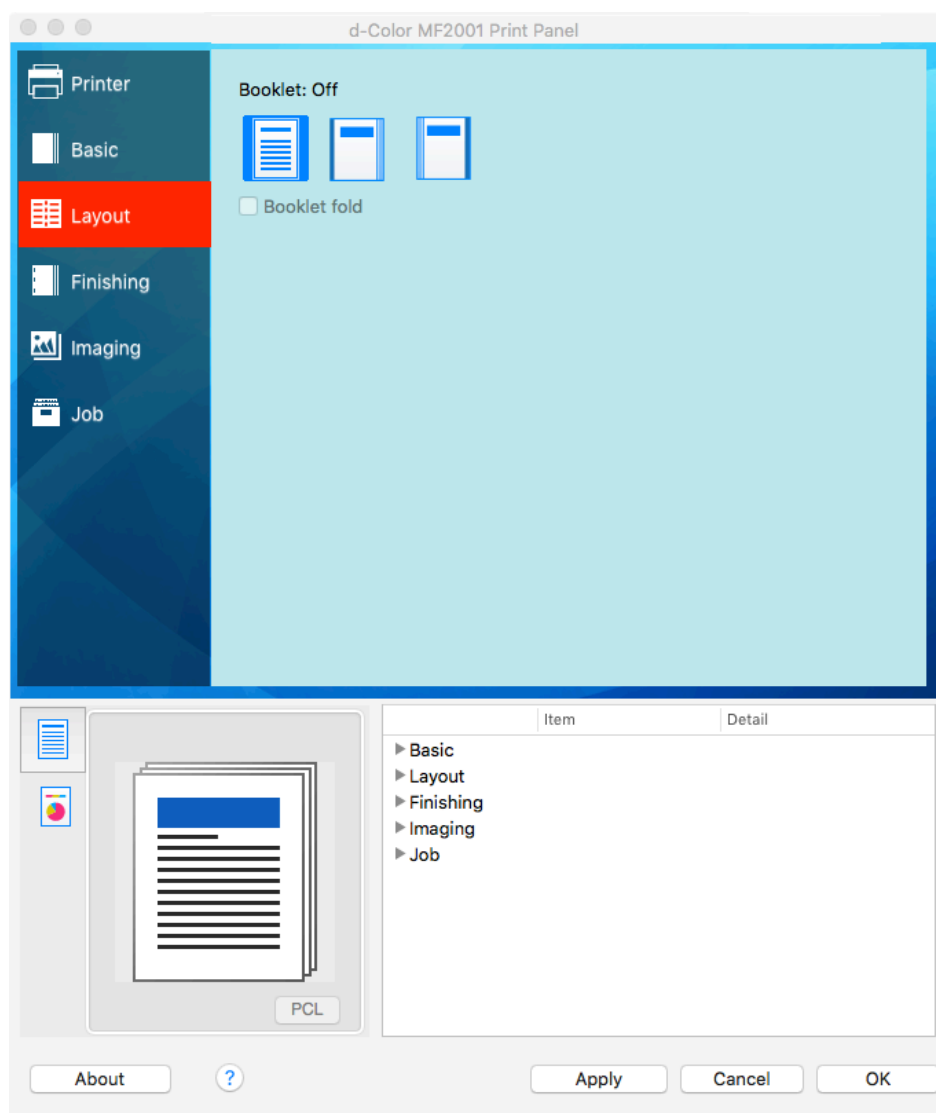 d-Color MF2001 Print Panel
Printer
Basic
Layout
Finishing
Imaging
Job
Booklet: Off
Booklet fold
Item Detail
Basic
Layout
Finishing
Imaging
Job
PCL
About ? Apply Cancel OK